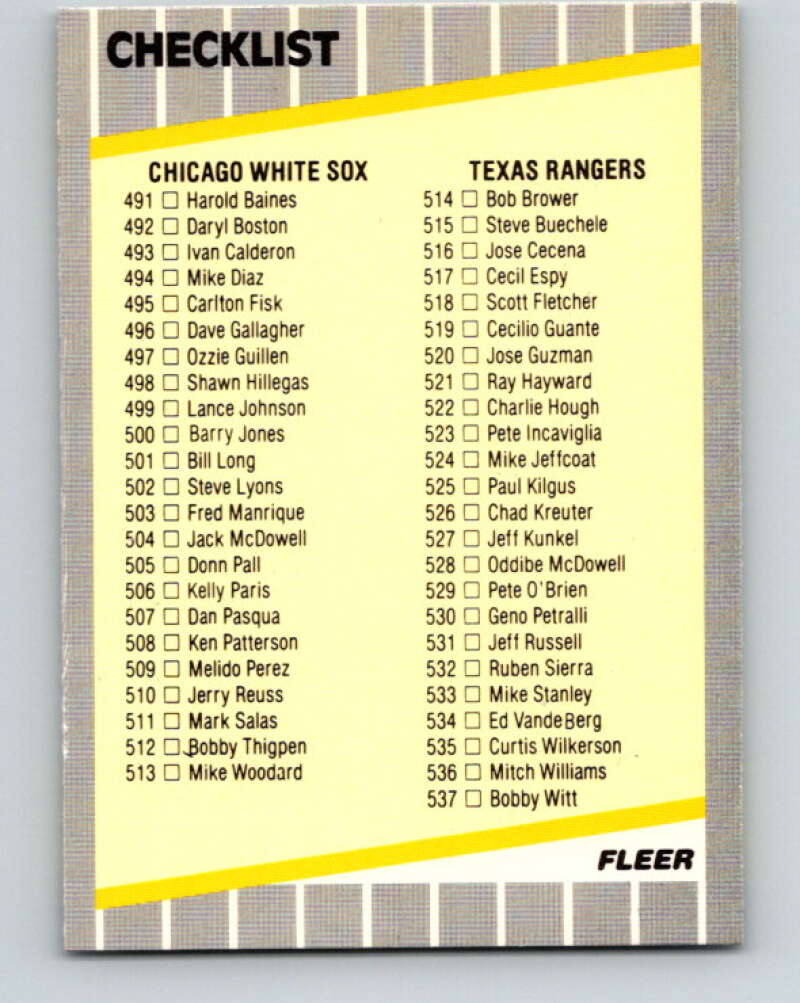 CHECKLIST
CHICAGO WHITE SOX
491 □ Harold Baines
492 □ Daryl Boston
493 □ Ivan Calderon
494 □ Mike Diaz
495 □ Carlton Fisk
496 □ Dave Gallagher
497 □ Ozzie Guillen
498 □ Shawn Hillegas
499 □ Lance Johnson
500 □ Barry Jones
501 □ Bill Long
502 □ Steve Lyons
503 □ Fred Manrique
504 □ Jack McDowell
505 □ Donn Pall
506 □ Kelly Paris
507 □ Dan Pasqua
508 □ Ken Patterson
509 □ Melido Perez
510 □ Jerry Reuss
511 □ Mark Salas
512 □ Bobby Thigpen
513 □ Mike Woodard
TEXAS RANGERS
514 □ Bob Brower
515 □ Steve Buechele
516 □ Jose Cecena
517 □ Cecil Espy
518 □ Scott Fletcher
519 □ Cecilio Guante
520 □ Jose Guzman
521 □ Ray Hayward
522 □ Charlie Hough
523 □ Pete Incaviglia
524 □ Mike Jeffcoat
525 □ Paul Kilgus
526 □ Chad Kreuter
527 □ Jeff Kunkel
528 □ Oddibe McDowell
529 □ Pete O'Brien
530 □ Geno Petralli
531 □ Jeff Russell
532 □ Ruben Sierra
533 □ Mike Stanley
534 □ Ed VandeBerg
535 □ Curtis Wilkerson
536 □ Mitch Williams
537 □ Bobby Witt
FLEER